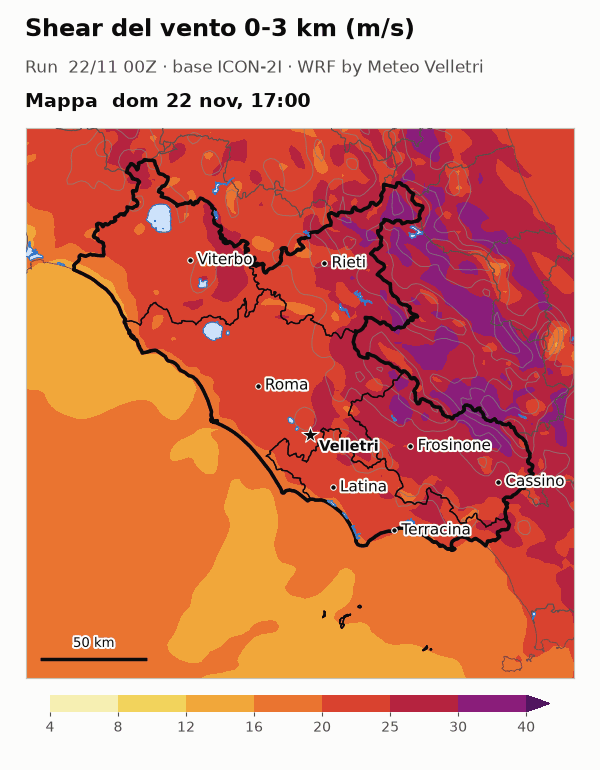 Shear del vento 0-3 km (m/s)
Run  22/11 00Z · base ICON-2I · WRF by Meteo Velletri
Mappa  dom 22 nov, 17:00
Viterbo
Rieti
Roma
Velletri
Frosinone
Cassino
Latina
Terracina
50 km
4 8 12 16 20 25 30 40